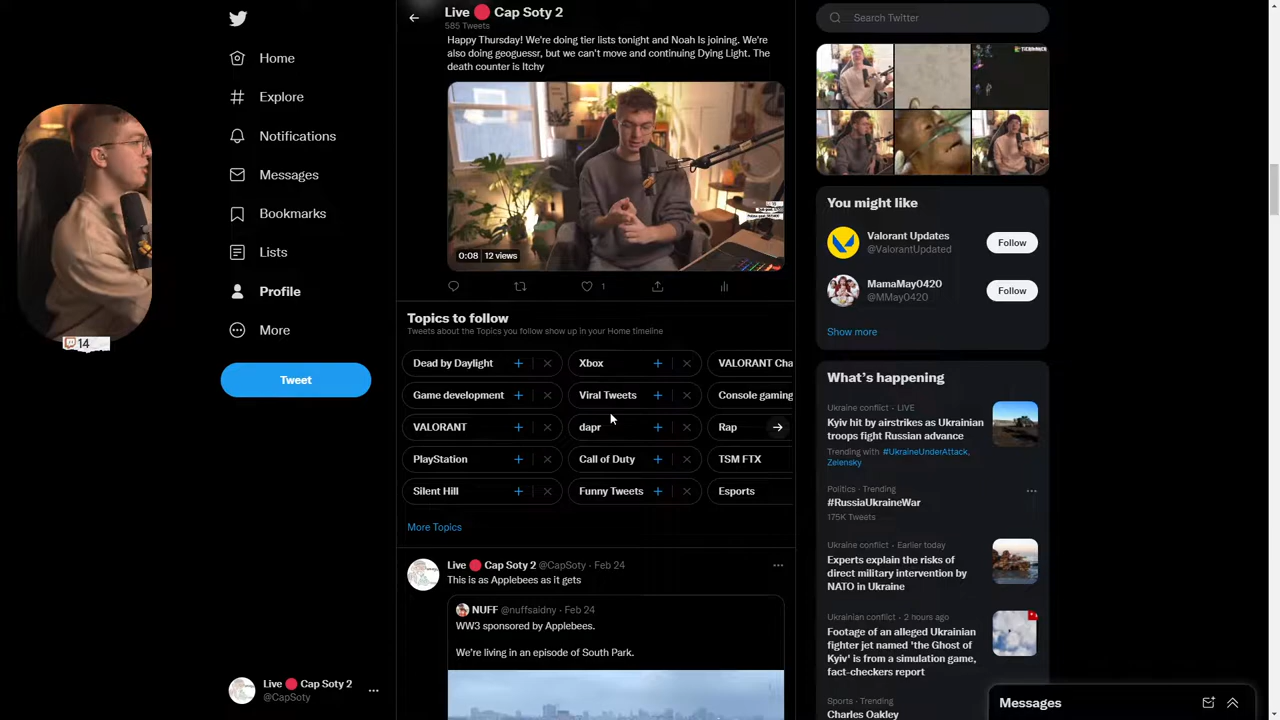 Home
Explore
Notifications
Messages
Bookmarks
Lists
Profile
More
Tweet
14
Live 🔴 Cap Soty 2
@CapSoty
Live 🔴 Cap Soty 2
585 Tweets
Happy Thursday! We're doing tier lists tonight and Noah Is joining. We're
also doing geoguessr, but we can't move and continuing Dying Light. The
death counter is Itchy
0:08 12 views
1
Topics to follow
Tweets about the Topics you follow show up in your Home timeline
Dead by Daylight Xbox VALORANT Cha
Game development Viral Tweets Console gaming
VALORANT dapr Rap
PlayStation Call of Duty TSM FTX
Silent Hill Funny Tweets Esports
More Topics
Live 🔴 Cap Soty 2 @CapSoty · Feb 24
This is as Applebees as it gets
NUFF @nuffsaidny · Feb 24
WW3 sponsored by Applebees.
We're living in an episode of South Park.
Search Twitter
You might like
Valorant Updates
@ValorantUpdated
Follow
MamaMay0420
@MMay0420
Follow
Show more
What's happening
Ukraine conflict · LIVE
Kyiv hit by airstrikes as Ukrainian
troops fight Russian advance
Trending with #UkraineUnderAttack,
Zelensky
Politics · Trending
#RussiaUkraineWar
175K Tweets
Ukraine conflict · Earlier today
Experts explain the risks of
direct military intervention by
NATO in Ukraine
Ukrainian conflict · 2 hours ago
Footage of an alleged Ukrainian
fighter jet named 'the Ghost of
Kyiv' is from a simulation game,
fact-checkers report
Sports · Trending
Charles Oakley
Messages